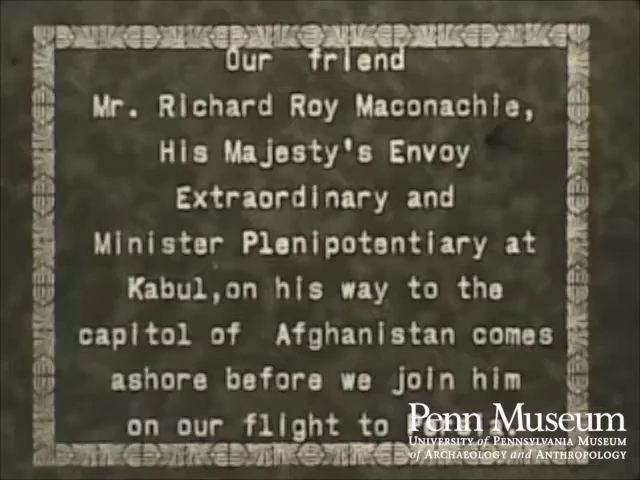 Our friend
Mr. Richard Roy Maconachie,
His Majesty's Envoy
Extraordinary and
Minister Plenipotentiary at
Kabul,on his way to the
capitol of Afghanistan comes
ashore before we join him
on our flight to
Penn Museum
University of Pennsylvania Museum
of Archaeology and Anthropology